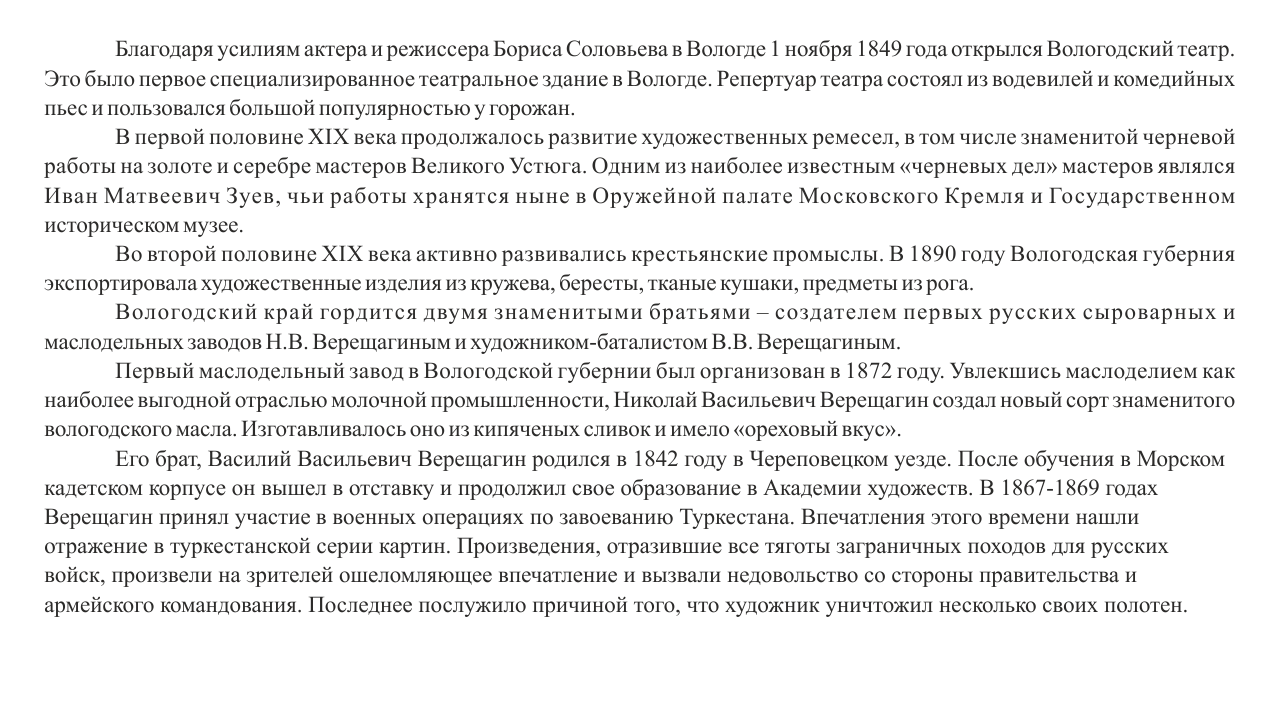 Благодаря усилиям актера и режиссера Бориса Соловьева в Вологде 1 ноября 1849 года открылся Вологодский театр.
Это было первое специализированное театральное здание в Вологде. Репертуар театра состоял из водевилей и комедийных
пьес и пользовался большой популярностью у горожан.
В первой половине XIX века продолжалось развитие художественных ремесел, в том числе знаменитой черневой
работы на золоте и серебре мастеров Великого Устюга. Одним из наиболее известным «черневых дел» мастеров являлся
Иван Матвеевич Зуев, чьи работы хранятся ныне в Оружейной палате Московского Кремля и Государственном
историческом музее.
Во второй половине XIX века активно развивались крестьянские промыслы. В 1890 году Вологодская губерния
экспортировала художественные изделия из кружева, бересты, тканые кушаки, предметы из рога.
Вологодский край гордится двумя знаменитыми братьями – создателем первых русских сыроварных и
маслодельных заводов Н.В. Верещагиным и художником-баталистом В.В. Верещагиным.
Первый маслодельный завод в Вологодской губернии был организован в 1872 году. Увлекшись маслоделием как
наиболее выгодной отраслью молочной промышленности, Николай Васильевич Верещагин создал новый сорт знаменитого
вологодского масла. Изготавливалось оно из кипяченых сливок и имело «ореховый вкус».
Его брат, Василий Васильевич Верещагин родился в 1842 году в Череповецком уезде. После обучения в Морском
кадетском корпусе он вышел в отставку и продолжил свое образование в Академии художеств. В 1867-1869 годах
Верещагин принял участие в военных операциях по завоеванию Туркестана. Впечатления этого времени нашли
отражение в туркестанской серии картин. Произведения, отразившие все тяготы заграничных походов для русских
войск, произвели на зрителей ошеломляющее впечатление и вызвали недовольство со стороны правительства и
армейского командования. Последнее послужило причиной того, что художник уничтожил несколько своих полотен.